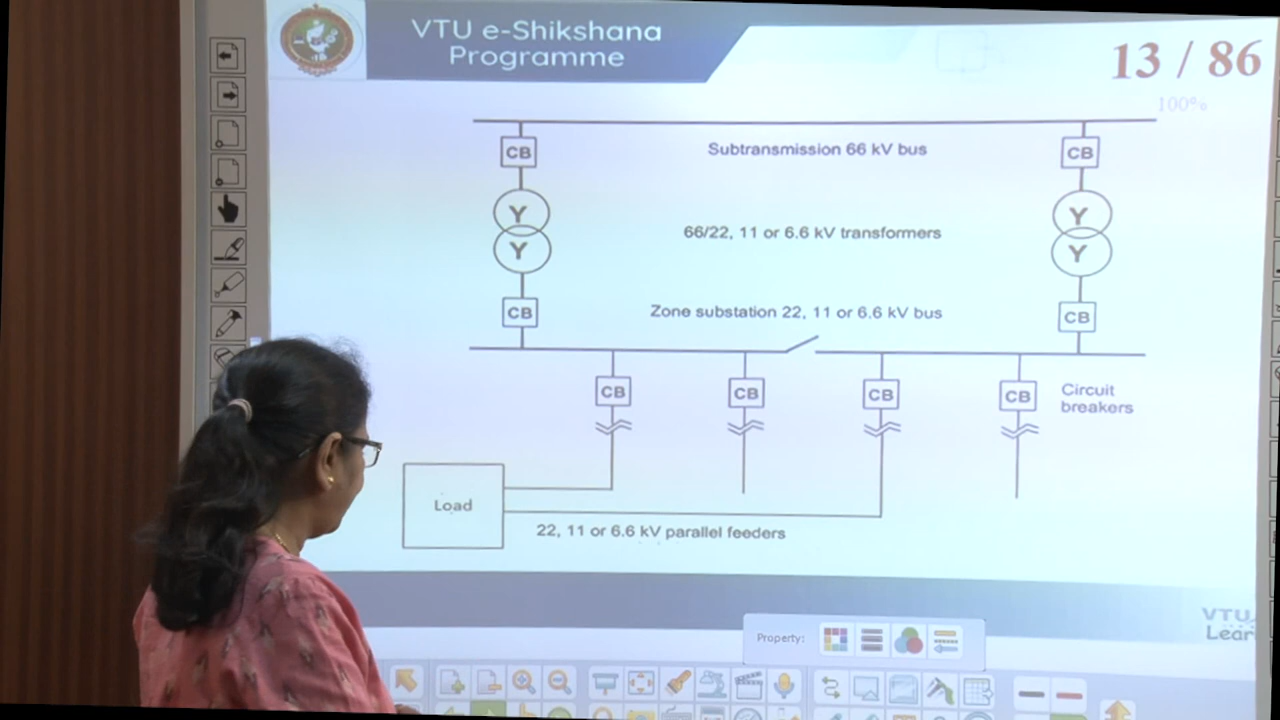 VTU e-Shikshana
Programme
13 / 86
100%
CB
Subtransmission 66 kV bus
CB
Y
Y
66/22, 11 or 6.6 kV transformers
Y
Y
CB
Zone substation 22, 11 or 6.6 kV bus
CB
CB
CB
CB
CB
Circuit
breakers
Load
22, 11 or 6.6 kV parallel feeders
VTU
Lear
Property: